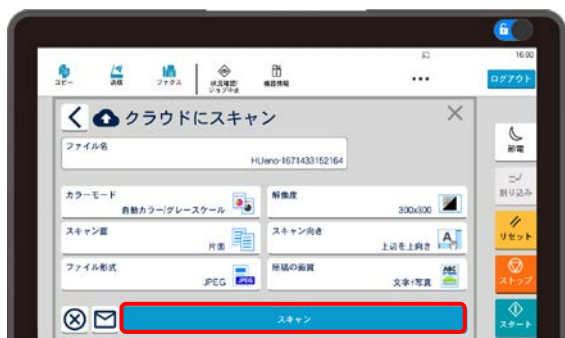 16:00
コピー
送信
ファクス
状況確認/
ジョブ中止
機器情報
ログアウト
クラウドにスキャン
ファイル名
HUeno-1671433152164
カラーモード
自動カラー/グレースケール
解像度
300x300
スキャン面
片面
スキャン向き
上辺を上向き
ファイル形式
JPEG
JPEG
原稿の画質
ABC
文字+写真
スキャン
節電
割り込み
リセット
ストップ
スタート